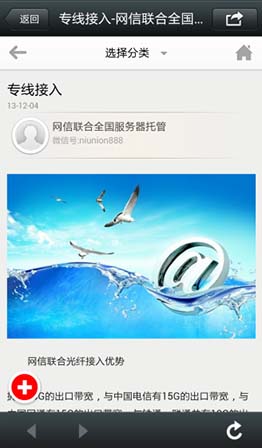 返回
专线接入-网信联合全国...
选择分类
专线接入
13-12-04
网信联合全国服务器托管
微信号:niunion888
@
网信联合光纤接入优势
5G的出口带宽，与中国电信有15G的出口带宽，与